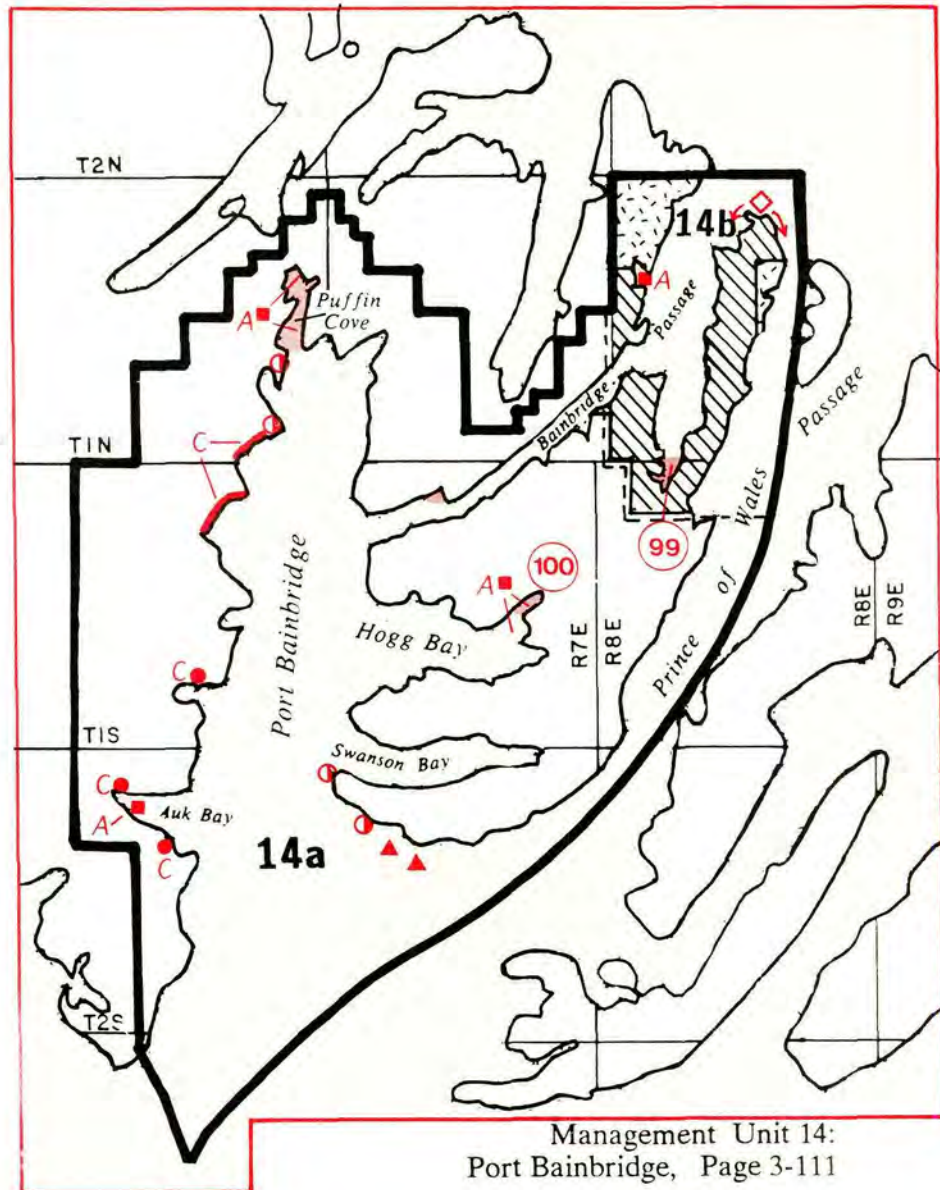 T2N
14b
A
Puffin
Cove
A
Passage
Bainbridge
Passage
C
T1N
Wales
99
100
A
Port Bainbridge
Hogg Bay
of
R7E
R8E
R8E
R9E
Prince
C
T1S
Swanson Bay
C
Auk Bay
A
C
14a
T2S
Management Unit 14:
Port Bainbridge, Page 3-111